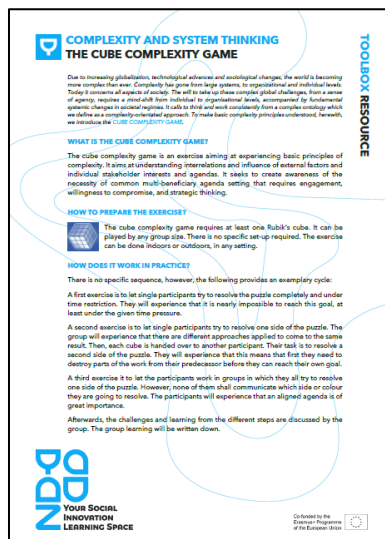 COMPLEXITY AND SYSTEM THINKING
THE CUBE COMPLEXITY GAME
TOOLBOX RESOURCE
Due to increasing globalization, technological advances and sociological changes, the world is becoming
more complex than ever. Complexity has gone from large systems, to organizational and individual levels.
Today it concerns all aspects of society. The will to take up these complex global challenges, from a sense
of agency, requires a mind-shift from individual to organisational levels, accompanied by fundamental
systemic changes in societal regimes. It calls to think and work consistently from a complex ontology which
we define as a complexity-oriented approach. To make basic complexity principles understood, herewith,
we introduce the CUBE COMPLEXITY GAME.
WHAT IS THE CUBE COMPLEXITY GAME?
The cube complexity game is an exercise aiming at experiencing basic principles of
complexity. It aims at understanding interrelations and influence of external factors and
individual stakeholder interests and agendas. It seeks to create awareness of the
necessity of common multi-beneficiary agenda setting that requires engagement,
willingness to compromise, and strategic thinking.
HOW TO PREPARE THE EXERCISE?
The cube complexity game requires at least one Rubik's cube. It can be
played by any group size. There is no specific set-up required. The exercise
can be done indoors or outdoors, in any setting.
HOW DOES IT WORK IN PRACTICE?
There is no specific sequence, however, the following provides an exemplary cycle:
A first exercise is to let single participants try to resolve the puzzle completely and under
time restriction. They will experience that it is nearly impossible to reach this goal, at
least under the given time pressure.
A second exercise is to let single participants try to resolve one side of the puzzle. The
group will experience that there are different approaches applied to come to the same
result. Then, each cube is handed over to another participant. Their task is to resolve a
second side of the puzzle. They will experience that this means that first they need to
destroy parts of the work from their predecessor before they can reach their own goal.
A third exercise it to let the participants work in groups in which they all try to resolve
one side of the puzzle. However, none of them shall communicate which side or colour
they are going to resolve. The participants will experience that an aligned agenda is of
great importance.
Afterwards, the challenges and learning from the different steps are discussed by the
group. The group learning will be written down.
YOUR SOCIAL
INNOVATION
LEARNING SPACE
Co-funded by the
Erasmus+ Programme
of the European Union